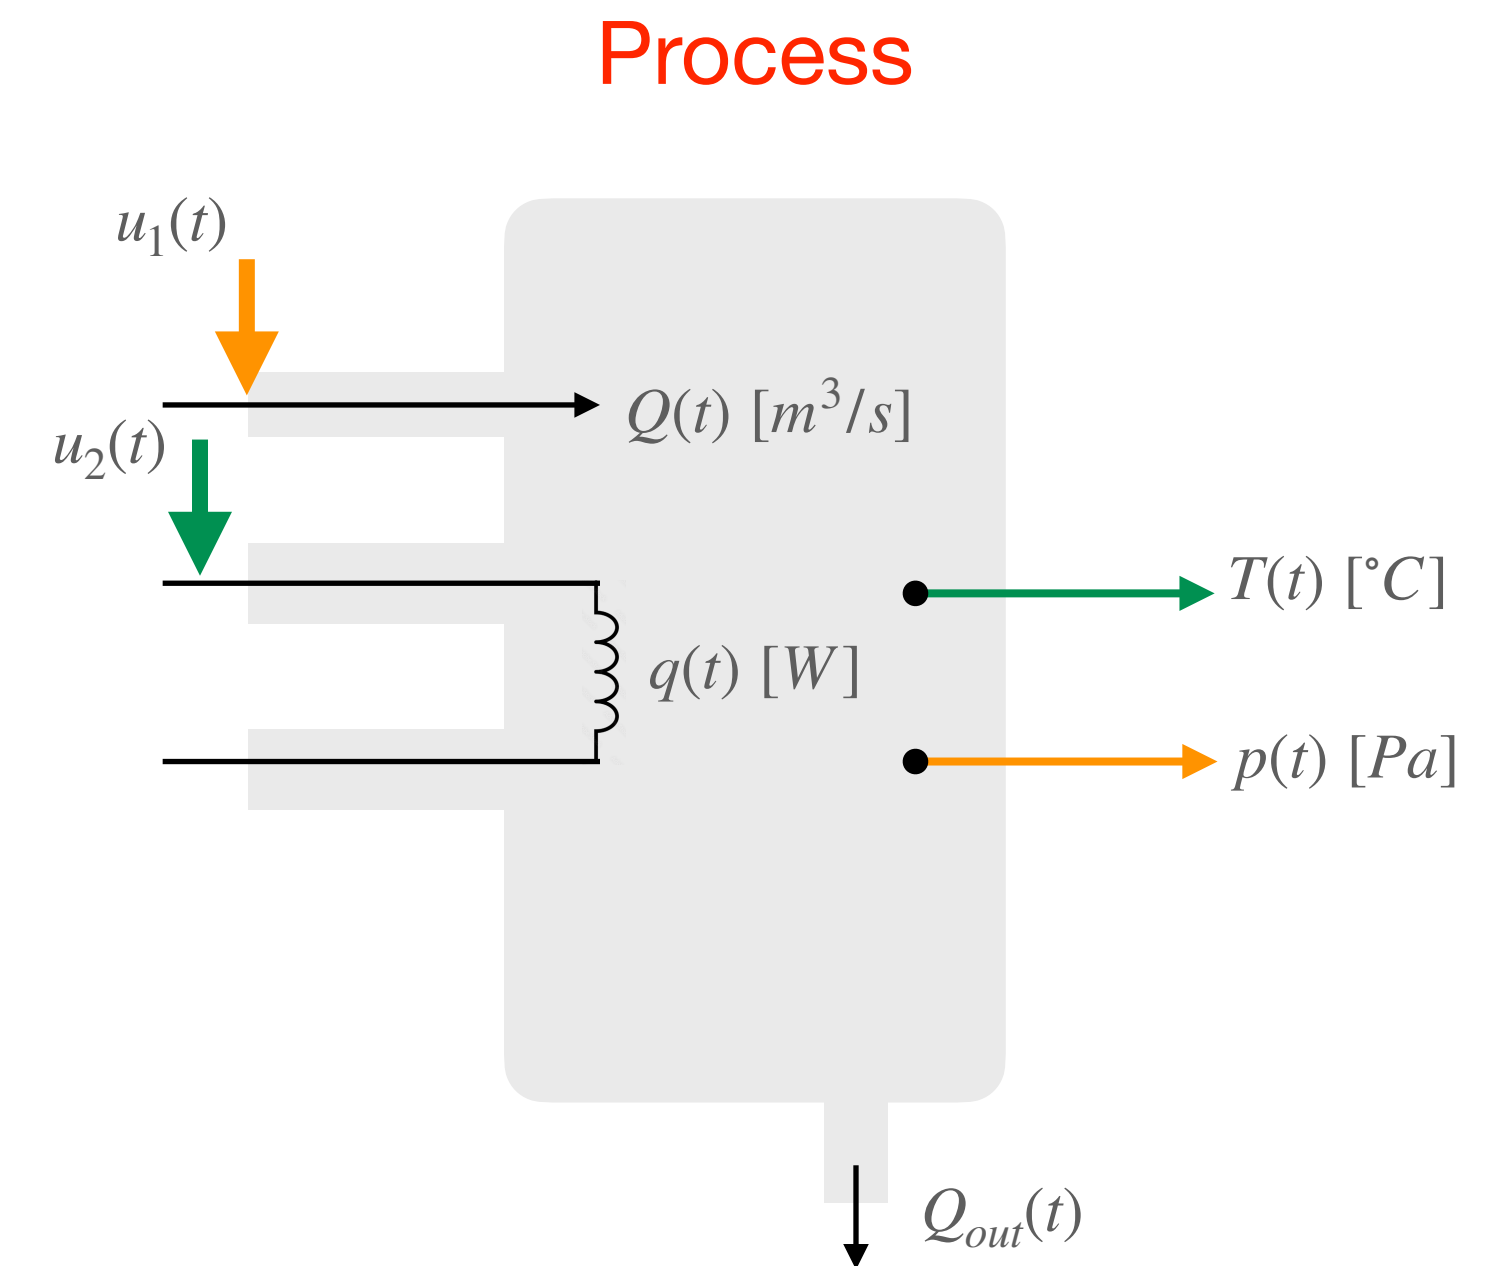 Process
u₁(t)
Q(t) [m³/s]
u₂(t)
T(t) [°C]
q(t) [W]
p(t) [Pa]
Qₒᵤₜ(t)